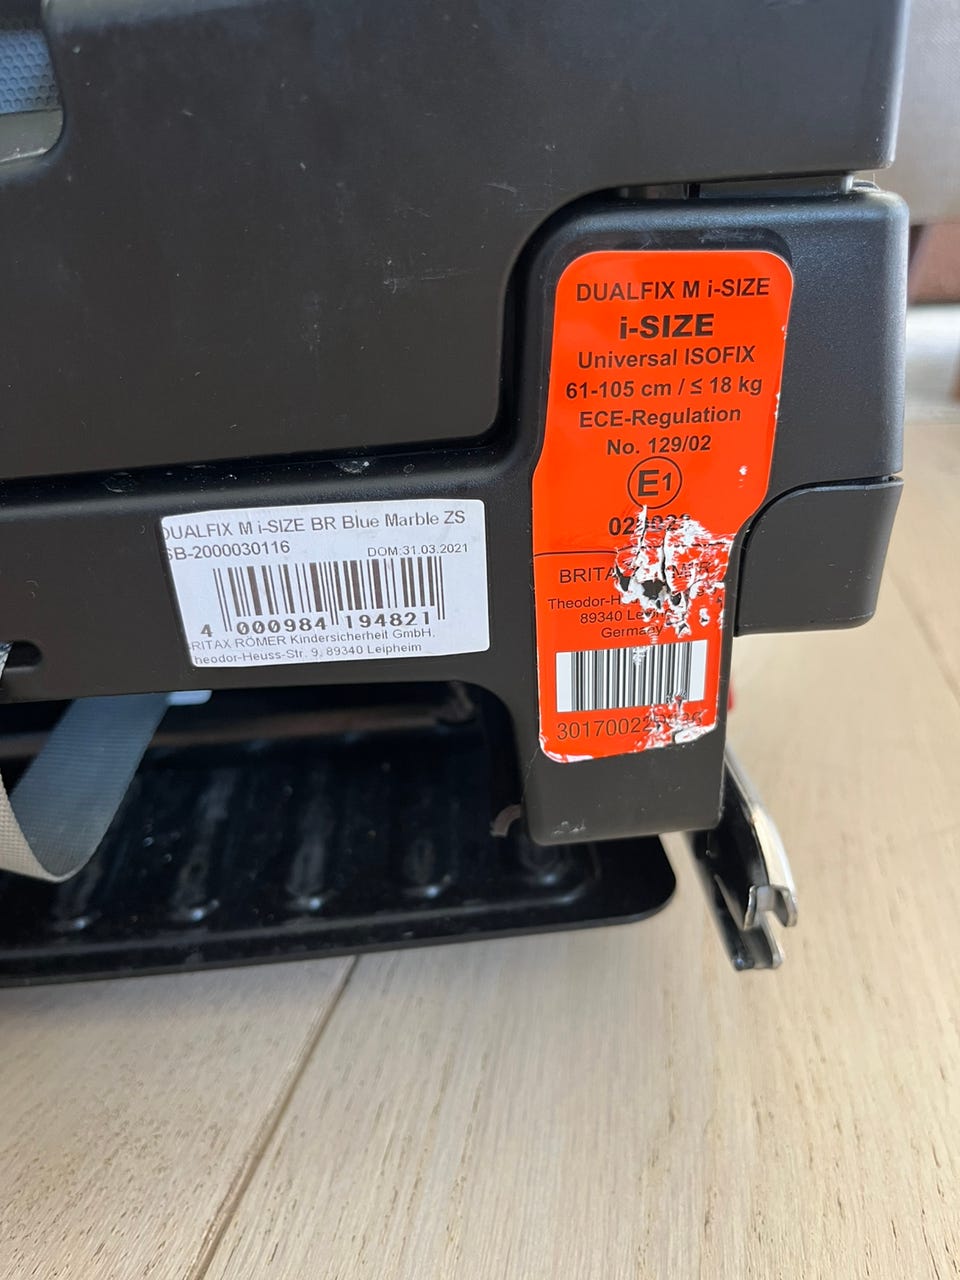 DUALFIX M i-SIZE
i-SIZE
Universal ISOFIX
61-105 cm / ≤ 18 kg
ECE-Regulation
No. 129/02
E1
89340
Germany
DUALFIX M i-SIZE BR Blue Marble ZS
SB-2000030116
DOM:31.03.2021
4 000984 194821
BRITAX RÖMER Kindersicherheit GmbH,
Theodor-Heuss-Str. 9, 89340 Leipheim